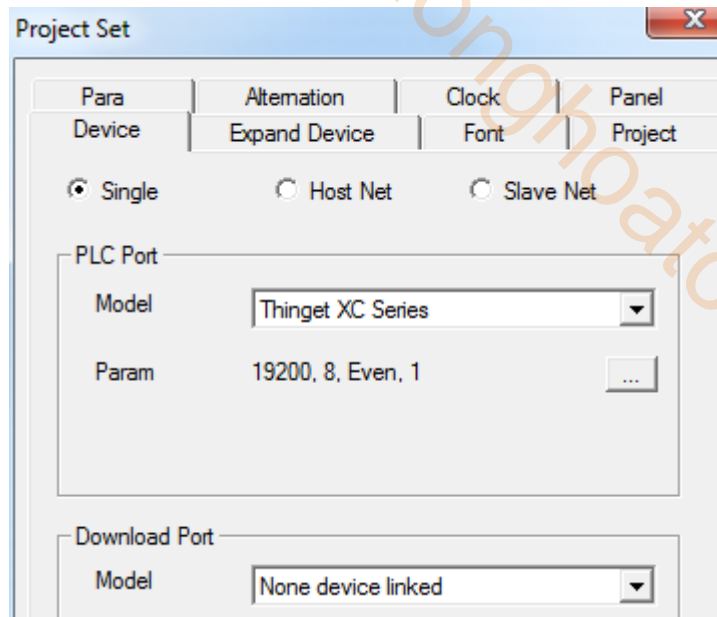 Project Set
Para Alternation Clock Panel
Device Expand Device Font Project
Single Host Net Slave Net
PLC Port
Model Thinget XC Series
Param 19200, 8, Even, 1 ...
Download Port
Model None device linked